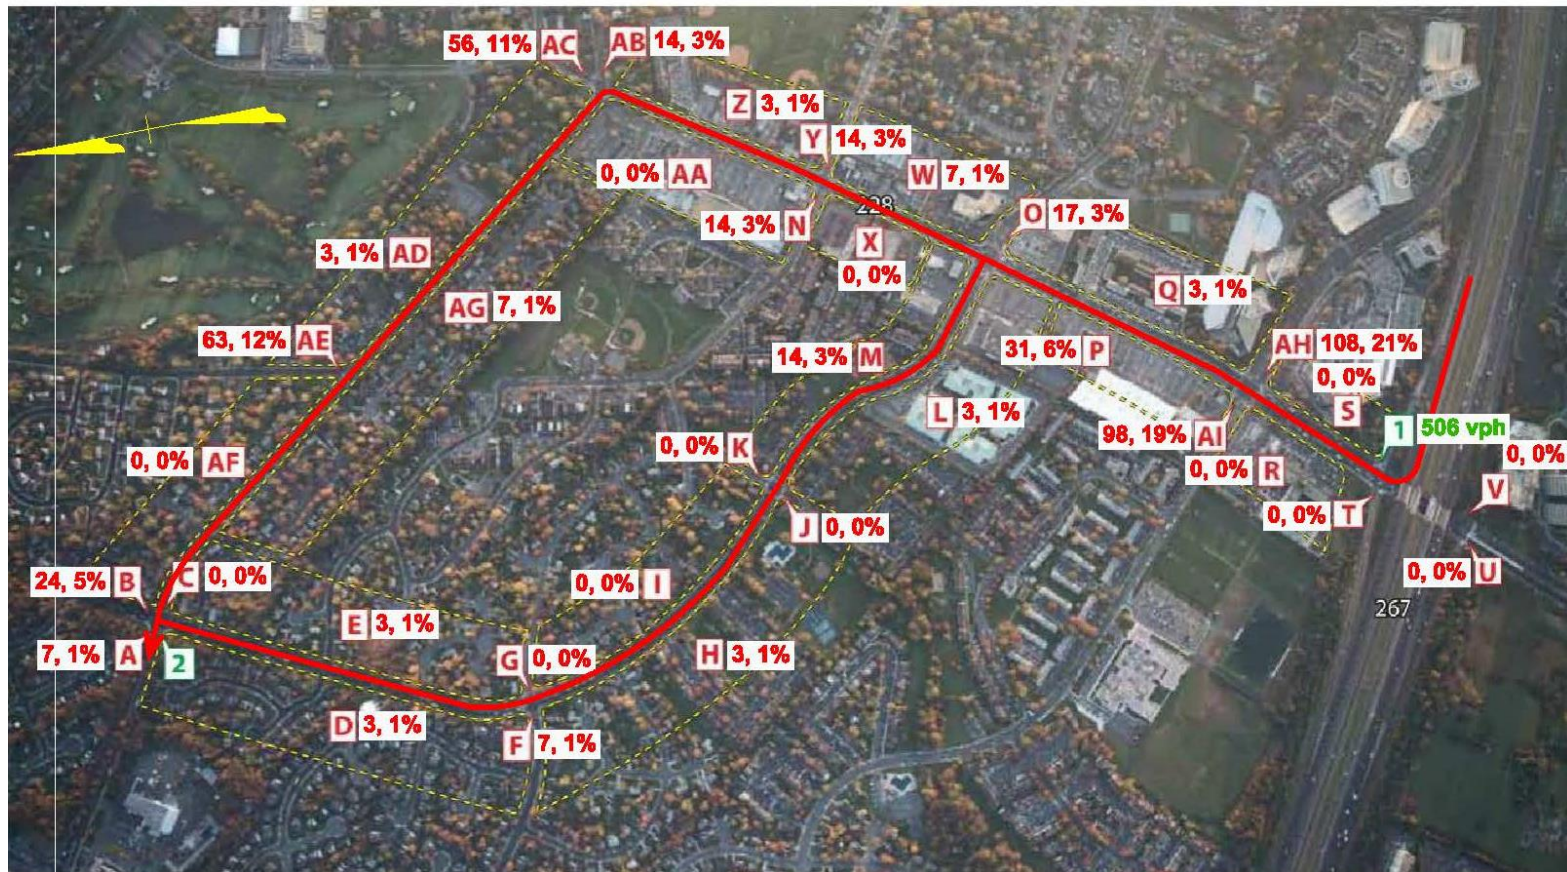 56, 11% AC AB 14, 3%
Z 3, 1%
Y 14, 3%
0, 0% AA
W 7, 1%
228
14, 3% N
O 17, 3%
X
0, 0%
3, 1% AD
AG 7, 1%
Q 3, 1%
63, 12% AE
14, 3% M
31, 6% P
AH 108, 21%
0, 0%
S
L 3, 1%
98, 19% AI
1 506 vph
0, 0%
0, 0% AF
0, 0% K
0, 0% R
V
0, 0% T
J 0, 0%
24, 5% B C 0, 0%
0, 0% I
0, 0% U
267
E 3, 1%
7, 1% A 2
G 0, 0%
H 3, 1%
D 3, 1%
F 7, 1%